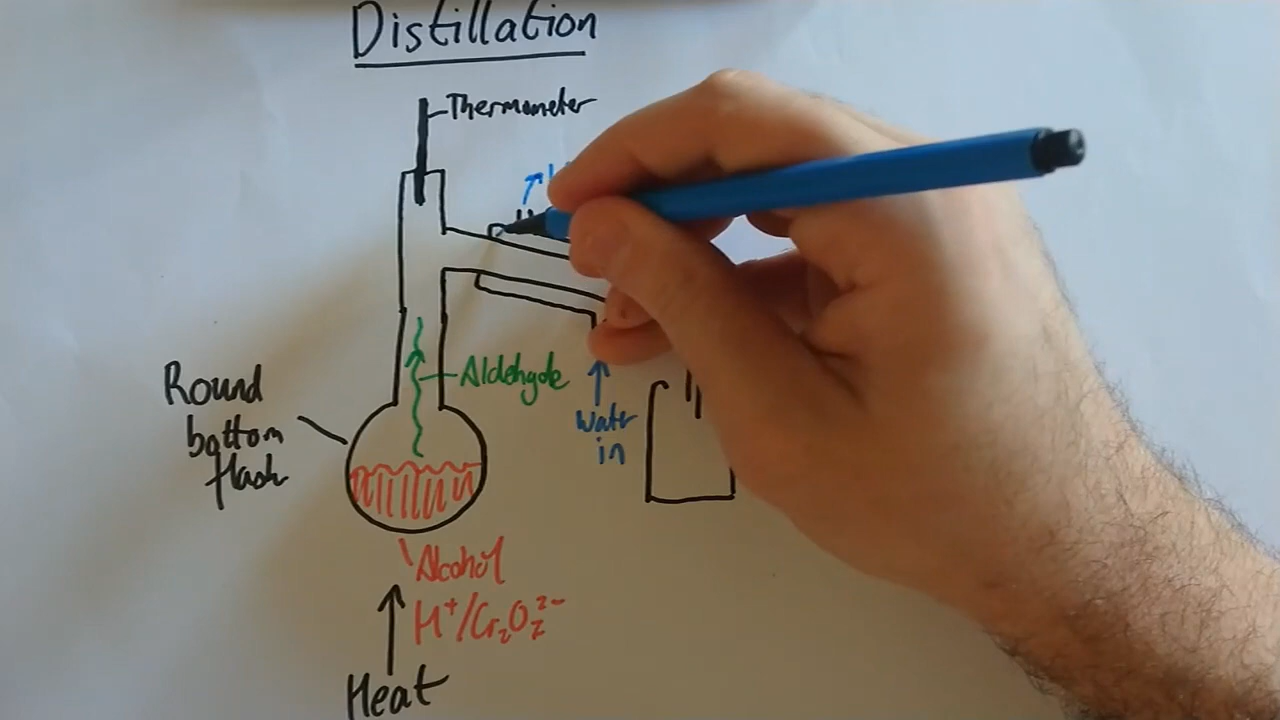 Distillation
Thermometer
Round
bottom
flask
Aldehyde
Water
in
Alcohol
H⁺/Cr₂O₇²⁻
Heat